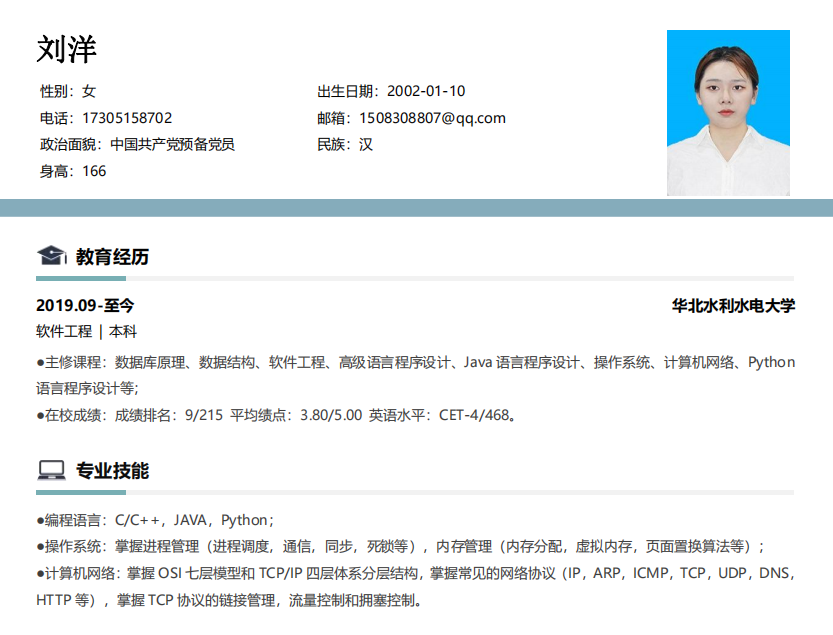 刘洋
性别：女 出生日期：2002-01-10
电话：17305158702 邮箱：1508308807@qq.com
政治面貌：中国共产党预备党员 民族：汉
身高：166
教育经历
2019.09-至今 华北水利水电大学
软件工程 | 本科
●主修课程：数据库原理、数据结构、软件工程、高级语言程序设计、Java 语言程序设计、操作系统、计算机网络、Python
语言程序设计等；
●在校成绩：成绩排名：9/215 平均绩点：3.80/5.00 英语水平：CET-4/468。
专业技能
●编程语言：C/C++，JAVA，Python；
●操作系统：掌握进程管理（进程调度，通信，同步，死锁等），内存管理（内存分配，虚拟内存，页面置换算法等）；
●计算机网络：掌握 OSI 七层模型和 TCP/IP 四层体系分层结构，掌握常见的网络协议（IP，ARP，ICMP，TCP，UDP，DNS，
HTTP 等），掌握 TCP 协议的链接管理，流量控制和拥塞控制。